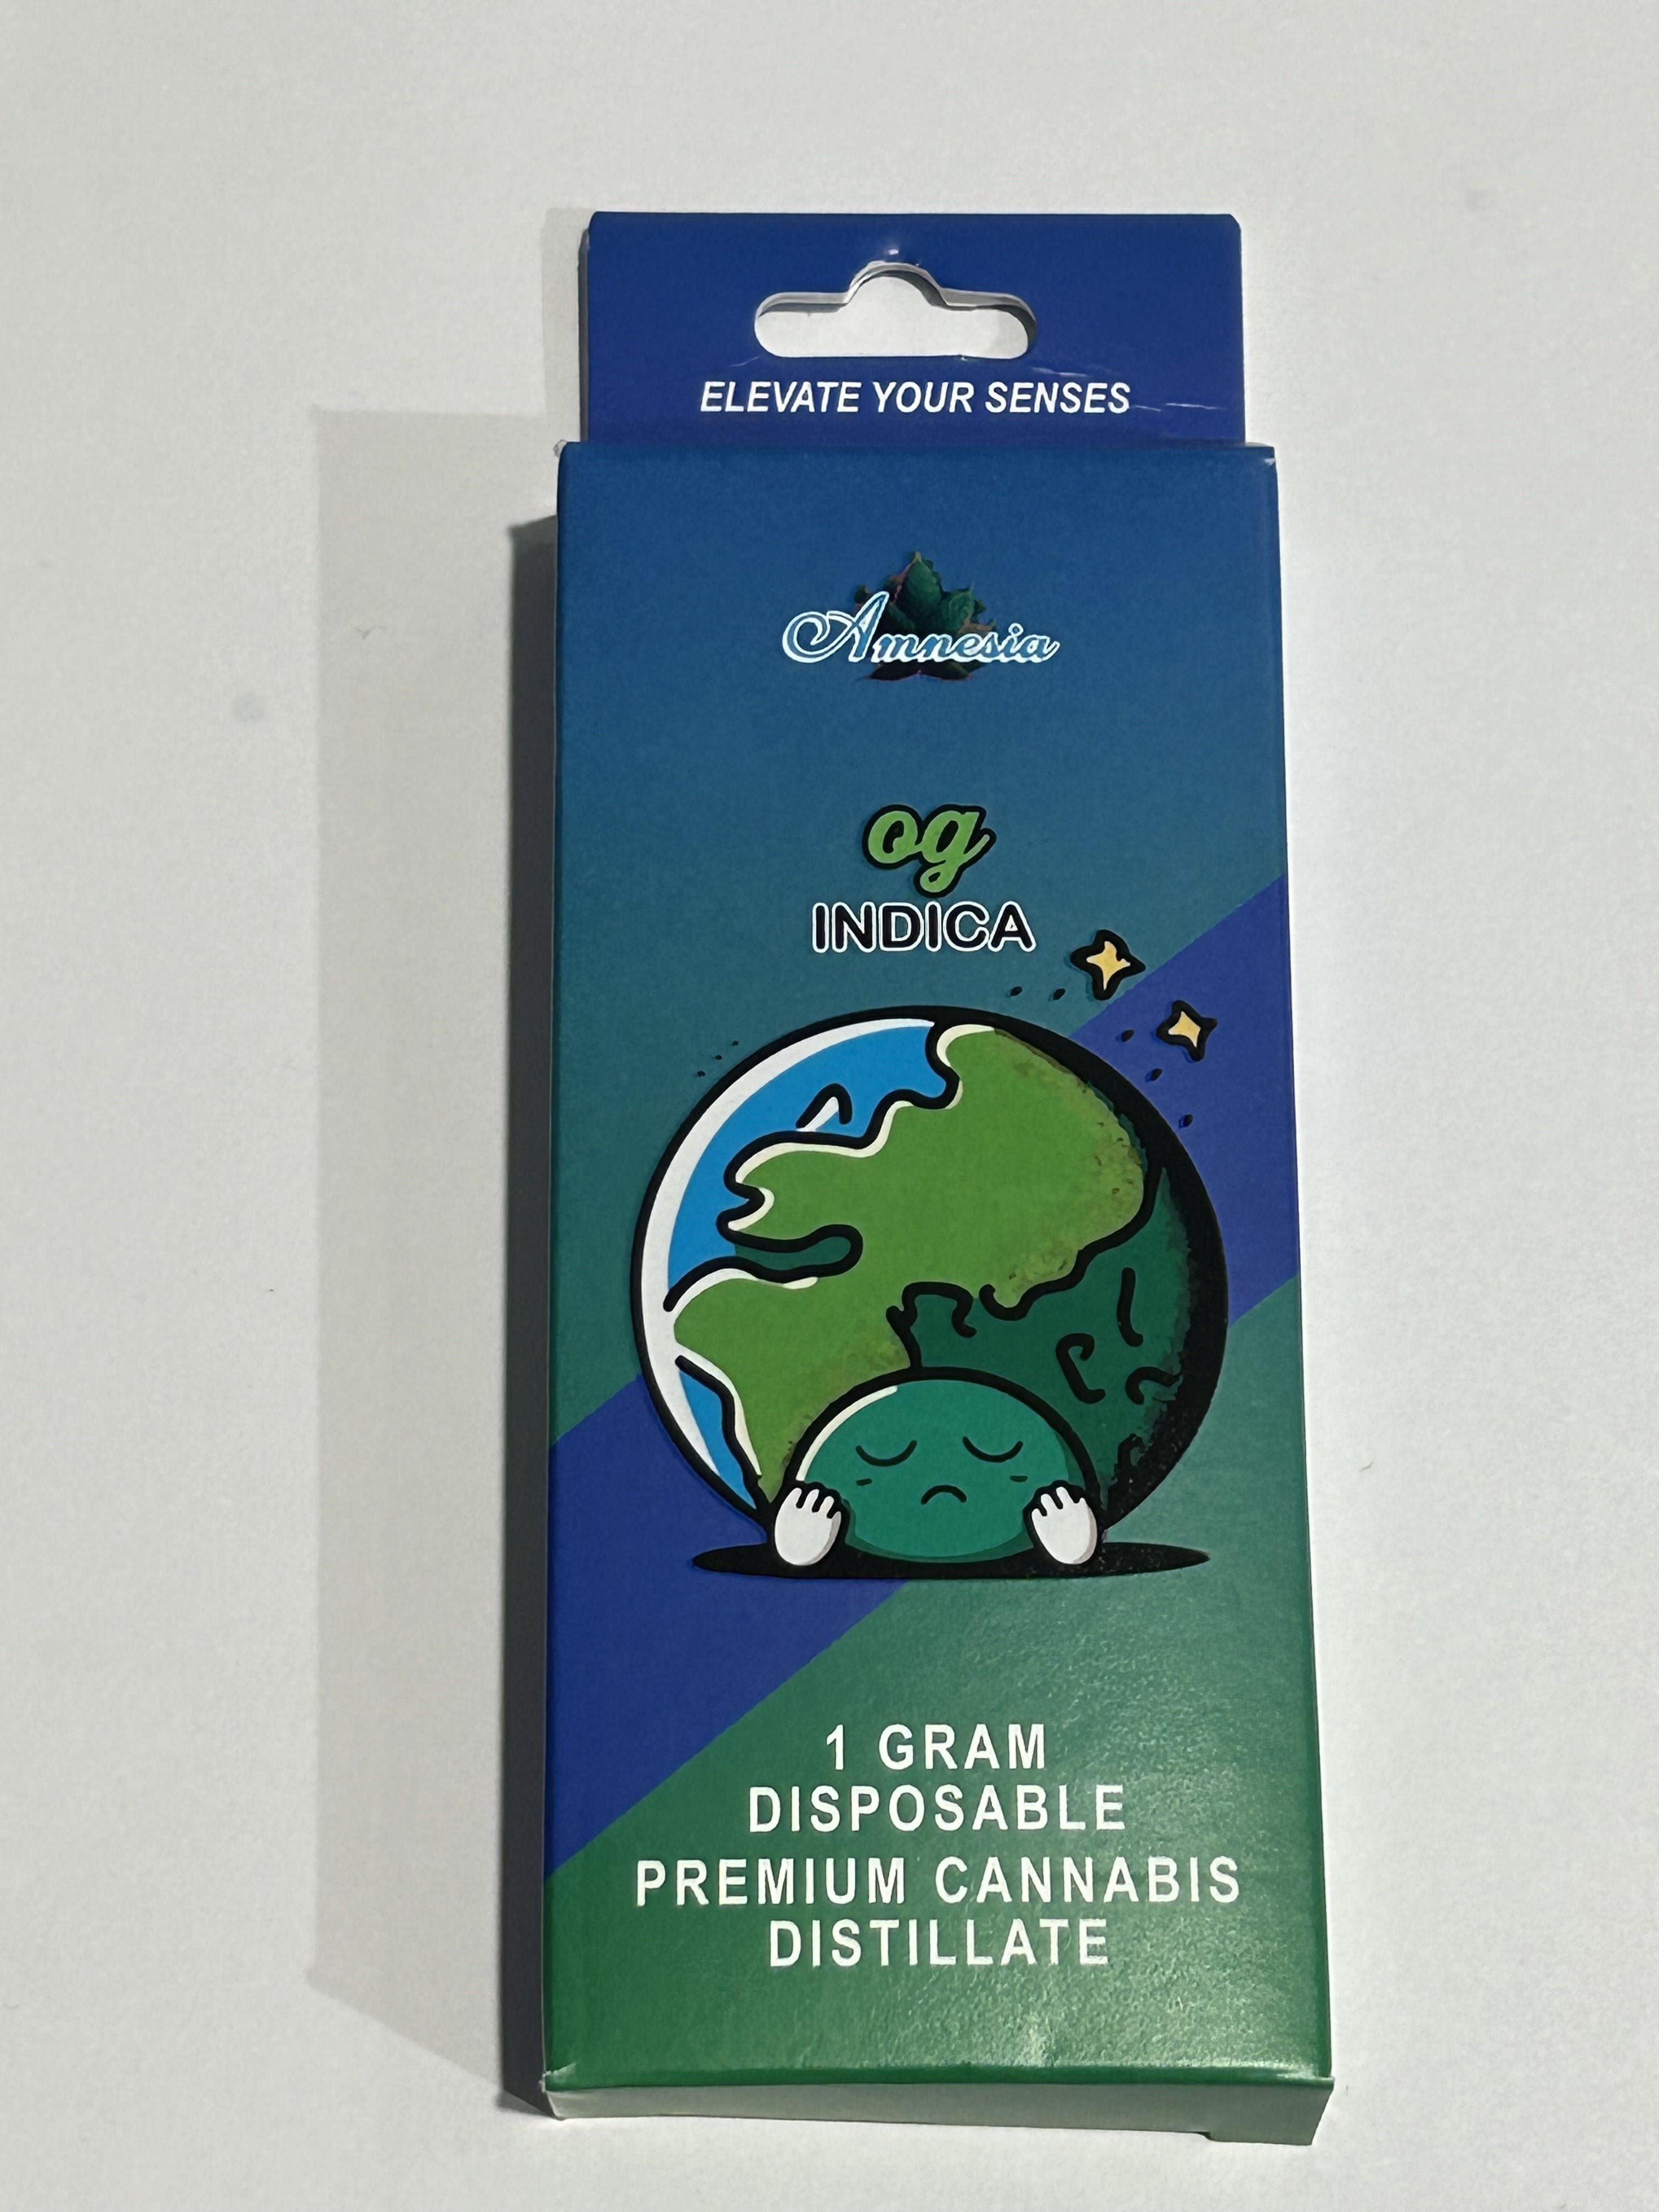 ELEVATE YOUR SENSES
Amnesia
og
INDICA
1 GRAM
DISPOSABLE
PREMIUM CANNABIS
DISTILLATE